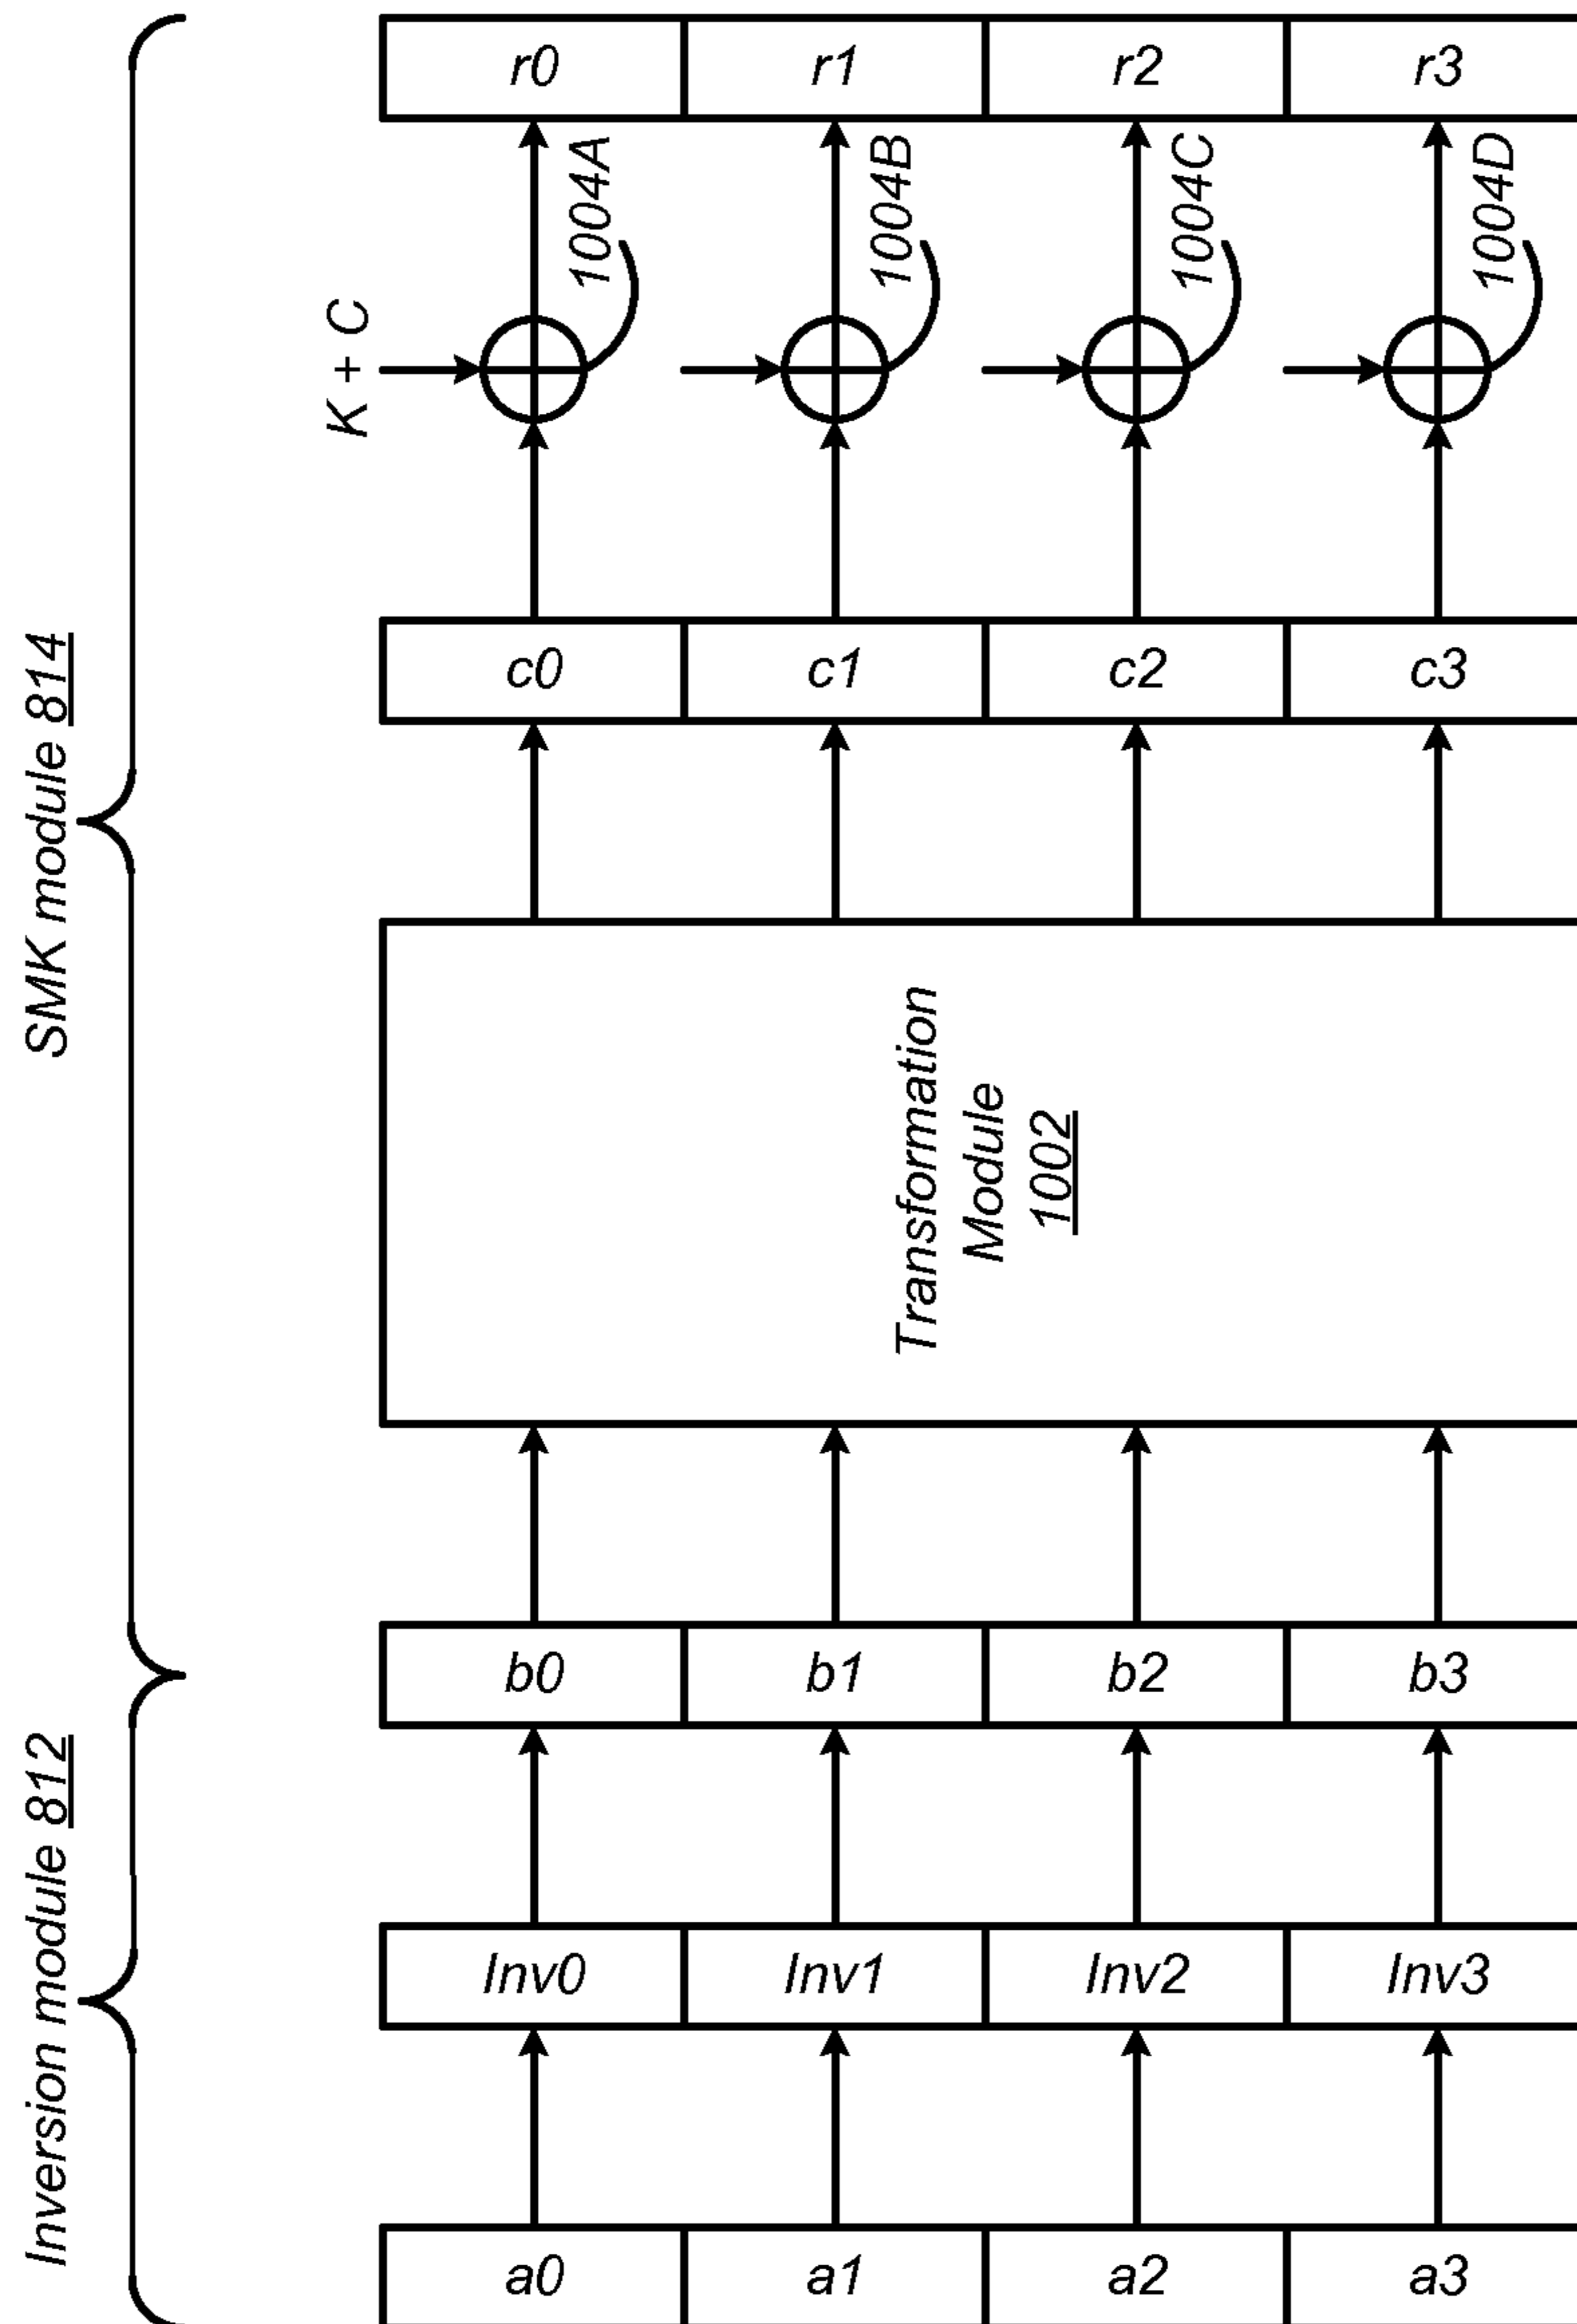 SMK module 814
Inversion module 812
r0 r1 r2 r3
1004A 1004B 1004C 1004D
K + C
c0 c1 c2 c3
Transformation
Module
1002
b0 b1 b2 b3
Inv0 Inv1 Inv2 Inv3
a0 a1 a2 a3